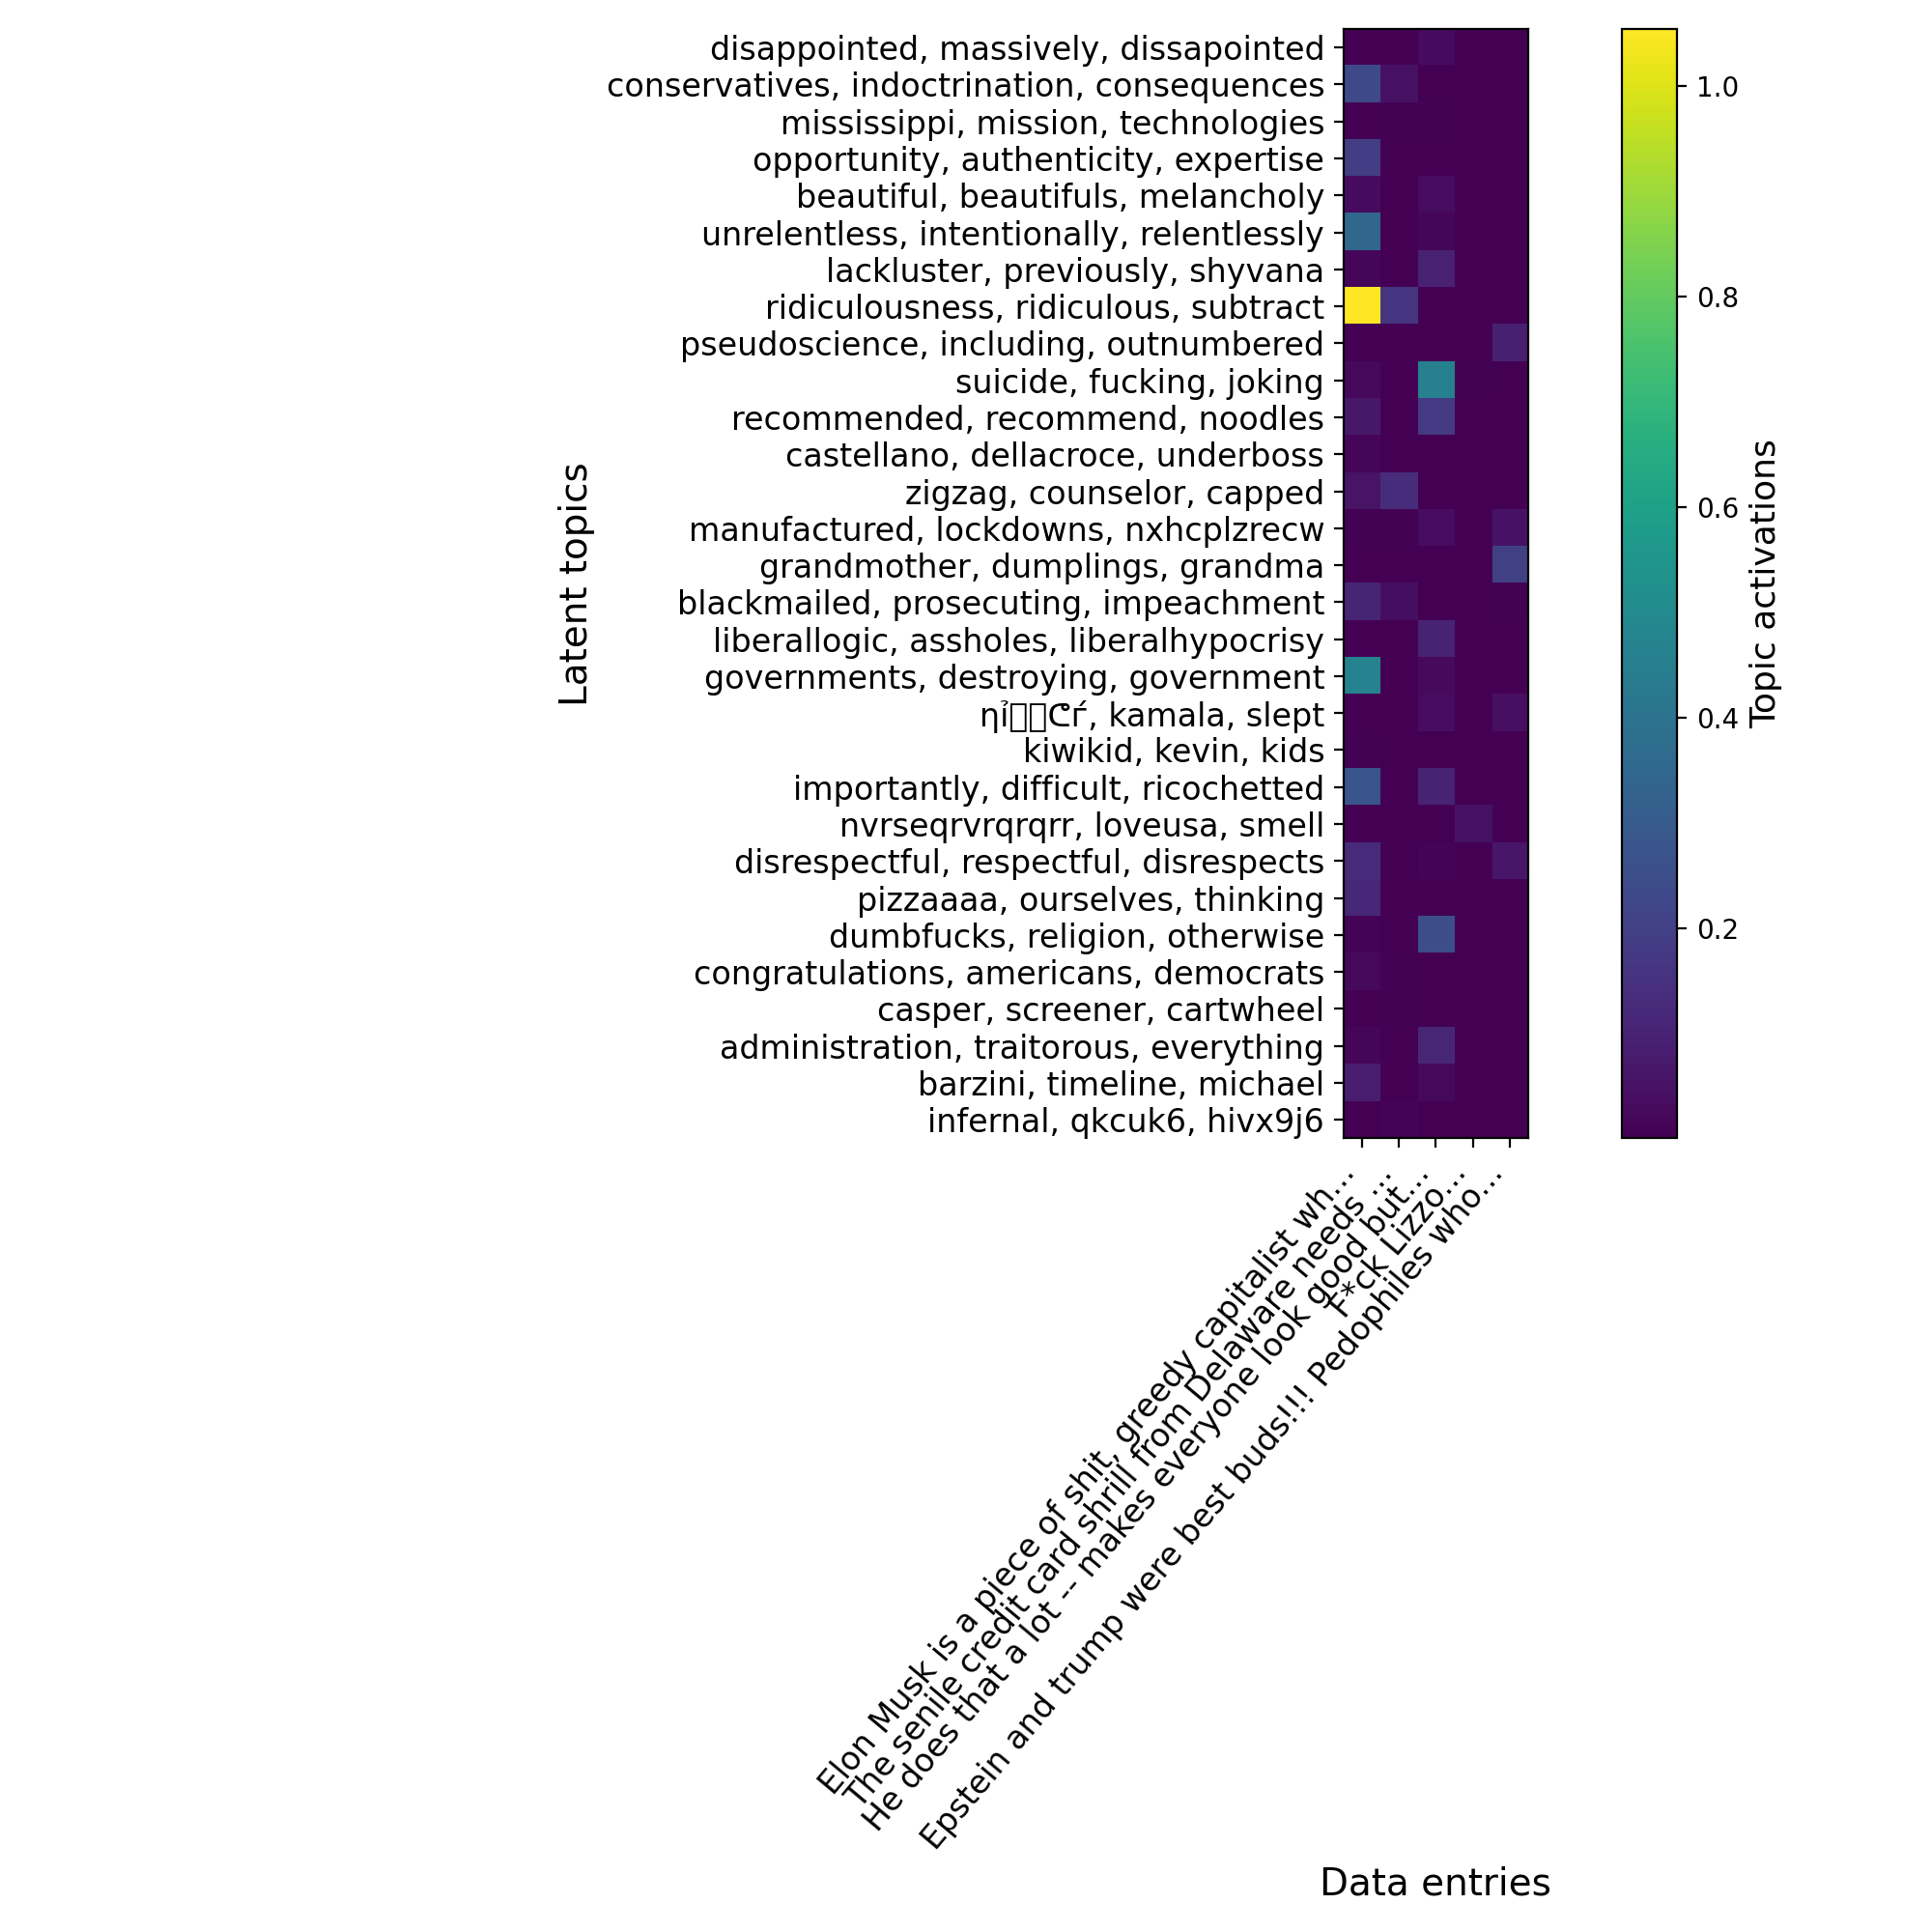 disappointed, massively, dissapointed
conservatives, indoctrination, consequences
mississippi, mission, technologies
opportunity, authenticity, expertise
beautiful, beautifuls, melancholy
unrelentless, intentionally, relentlessly
lackluster, previously, shyvana
ridiculousness, ridiculous, subtract
pseudoscience, including, outnumbered
suicide, fucking, joking
recommended, recommend, noodles
castellano, dellacroce, underboss
zigzag, counselor, capped
manufactured, lockdowns, nxhcplzrecw
grandmother, dumplings, grandma
blackmailed, prosecuting, impeachment
liberallogic, assholes, liberalhypocrisy
governments, destroying, government
kamala, slept
kiwikid, kevin, kids
importantly, difficult, ricochetted
nvrseqrvrqrqrr, loveusa, smell
disrespectful, respectful, disrespects
pizzaaaa, ourselves, thinking
dumbfucks, religion, otherwise
congratulations, americans, democrats
casper, screener, cartwheel
administration, traitorous, everything
barzini, timeline, michael
infernal, qkcuk6, hivx9j6
Latent topics
Elon Musk is a piece of shit, greedy capitalist wh...
The senile credit card shrill from Delaware needs ...
He does that a lot -- makes everyone look good but...
F*ck Lizzo...
Epstein and trump were best buds!!! Pedophiles who...
Data entries
1.0
0.8
0.6
0.4
0.2
Topic activations